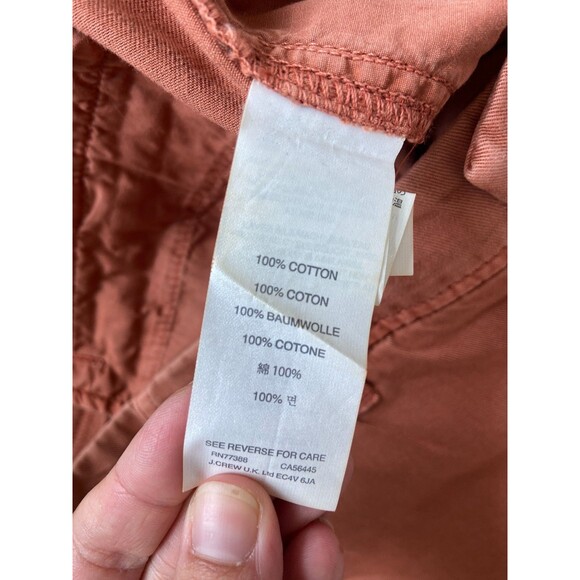 100% COTTON
100% COTON
100% BAUMWOLLE
100% COTONE
綿 100%
100% 면
SEE REVERSE FOR CARE
RN77388 CA56445
J.CREW U.K. Ltd EC4V 6JA